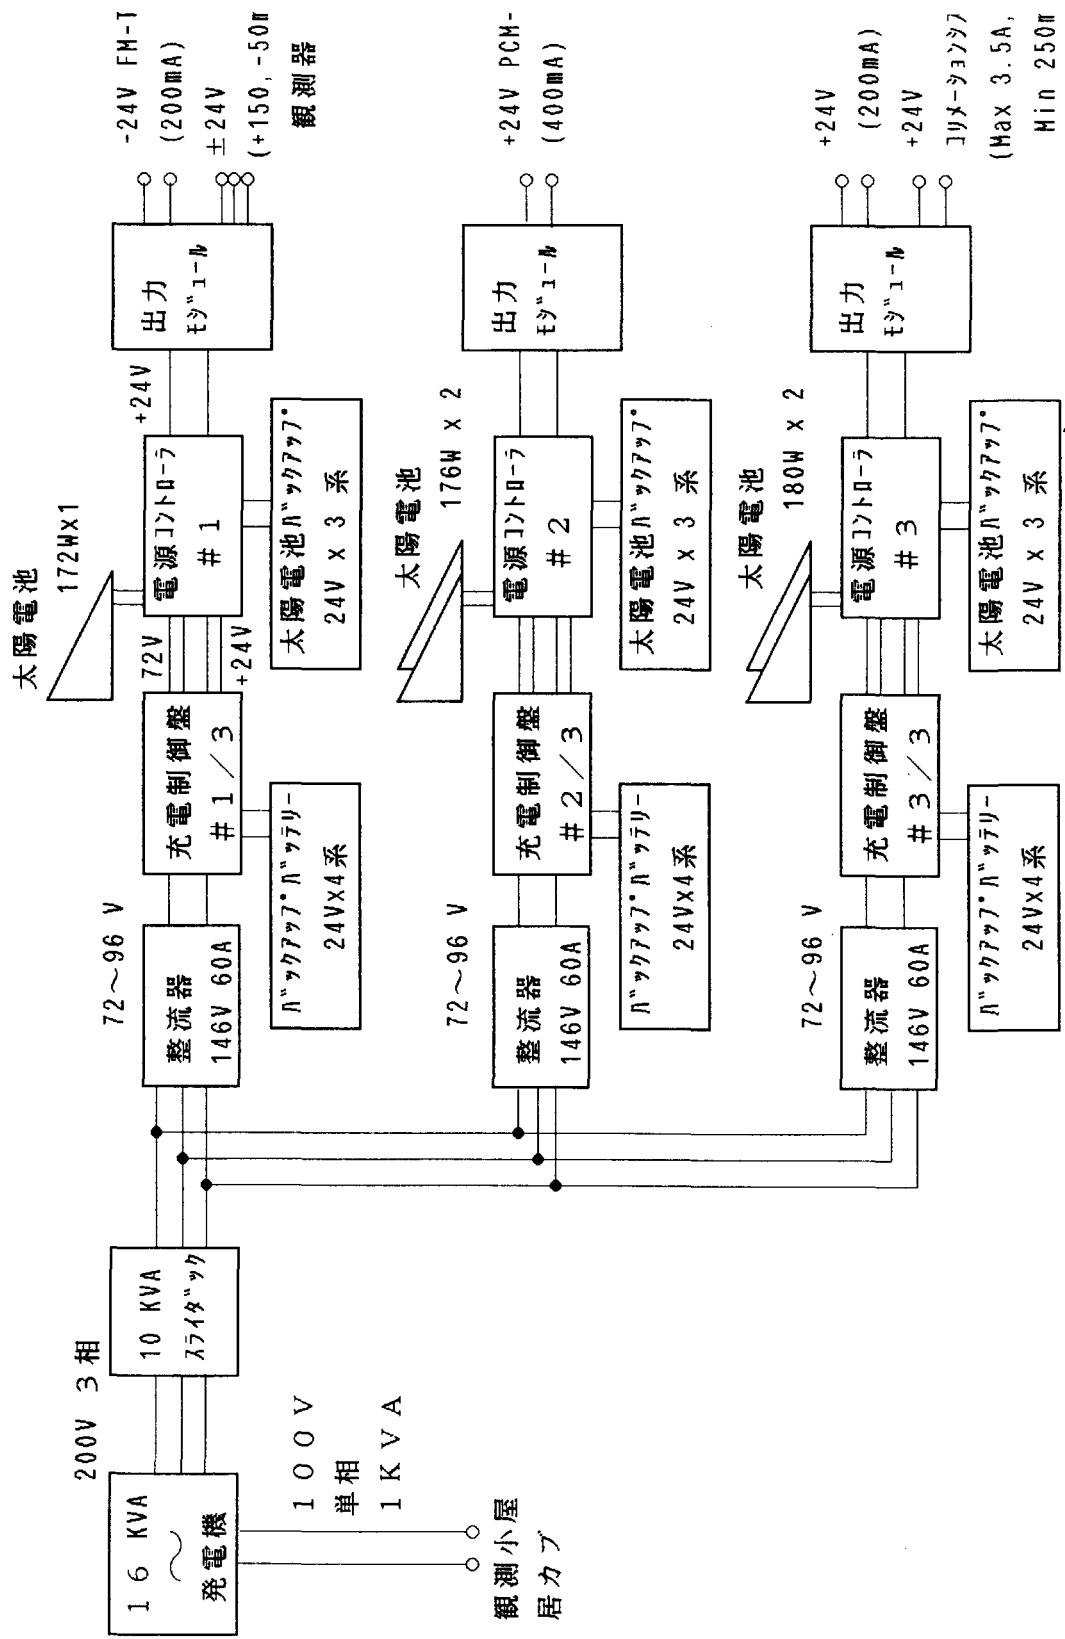 16 KVA
～
発電機
200V 3相
10 KVA
ｽﾗｲﾀﾞｯｸ
100V
単相
1KVA
観測小屋
居カブ
72～96 V
整流器
146V 60A
充電制御盤
#1/3
ﾊﾞｯｸｱｯﾌﾟﾊﾞｯﾃﾘｰ
24Vx4系
72V
+24V
太陽電池
172Wx1
電源ｺﾝﾄﾛｰﾗ
#1
太陽電池ﾊﾞｯｸｱｯﾌﾟ
24V x 3系
+24V
出力
ﾓｼﾞｭｰﾙ
-24V FM-T
(200mA)
±24V
(+150,-50m
観測器
72～96 V
整流器
146V 60A
充電制御盤
#2/3
ﾊﾞｯｸｱｯﾌﾟﾊﾞｯﾃﾘｰ
24Vx4系
太陽電池
176W x 2
電源ｺﾝﾄﾛｰﾗ
#2
太陽電池ﾊﾞｯｸｱｯﾌﾟ
24V x 3系
出力
ﾓｼﾞｭｰﾙ
+24V PCM-
(400mA)
72～96 V
整流器
146V 60A
充電制御盤
#3/3
ﾊﾞｯｸｱｯﾌﾟﾊﾞｯﾃﾘｰ
24Vx4系
太陽電池
180W x 2
電源ｺﾝﾄﾛｰﾗ
#3
太陽電池ﾊﾞｯｸｱｯﾌﾟ
24V x 3系
出力
ﾓｼﾞｭｰﾙ
+24V
(200mA)
+24V
ｺﾘﾒｰｼｮﾝｼｽ
(Max 3.5A,
Min 250m